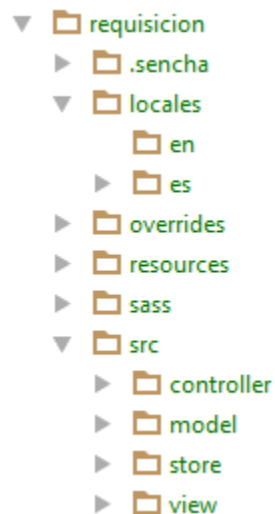 requisicion
.sencha
locales
en
es
overrides
resources
sass
src
controller
model
store
view